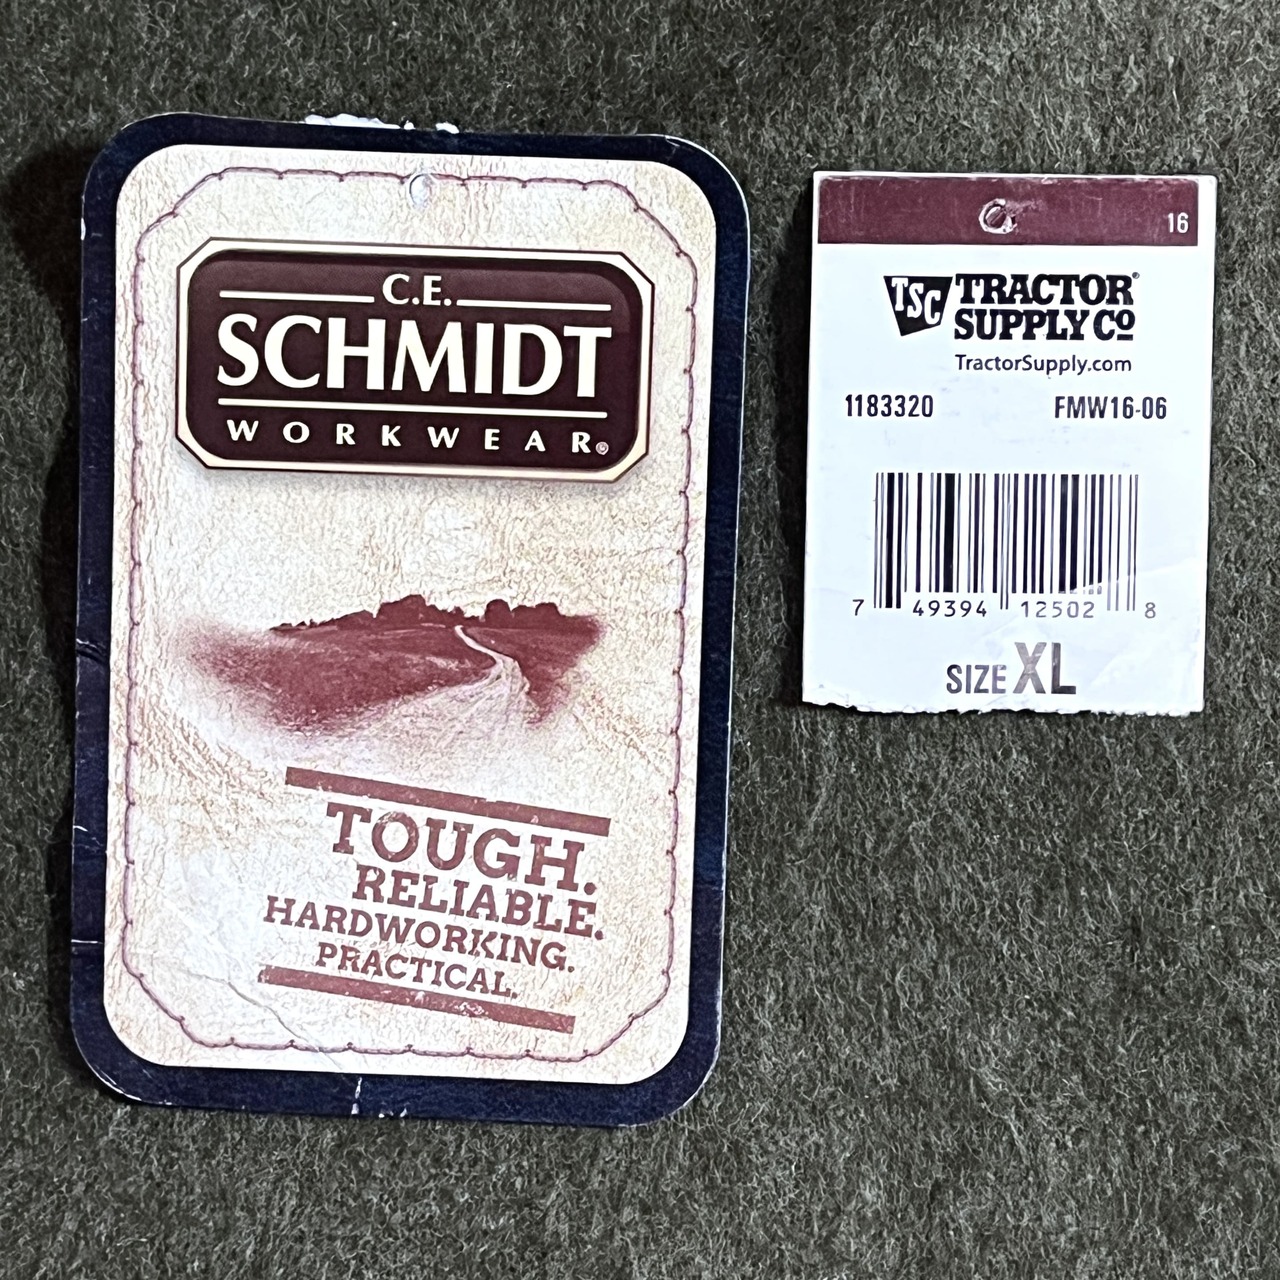 C.E.
SCHMIDT
WORKWEAR®
TOUGH.
RELIABLE.
HARDWORKING.
PRACTICAL.
16
TSC TRACTOR®
SUPPLY CO
TractorSupply.com
1183320 FMW16-06
7 49394 12502 8
SIZE XL